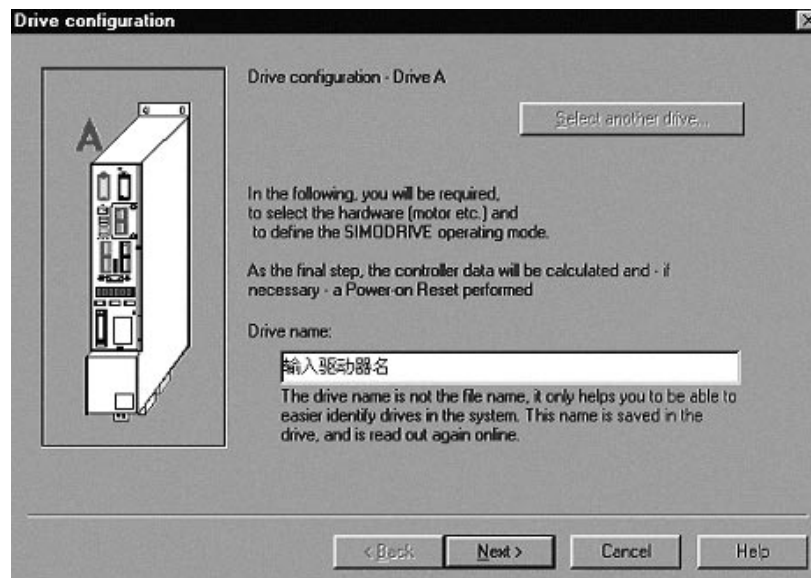 Drive configuration
Drive configuration - Drive A
Select another drive...
A
In the following, you will be required,
to select the hardware (motor etc.) and
to define the SIMODRIVE operating mode.
As the final step, the controller data will be calculated and - if
necessary - a Power-on Reset performed
Drive name:
输入驱动器名
The drive name is not the file name, it only helps you to be able to
easier identify drives in the system. This name is saved in the
drive, and is read out again online.
< Back
Next >
Cancel
Help